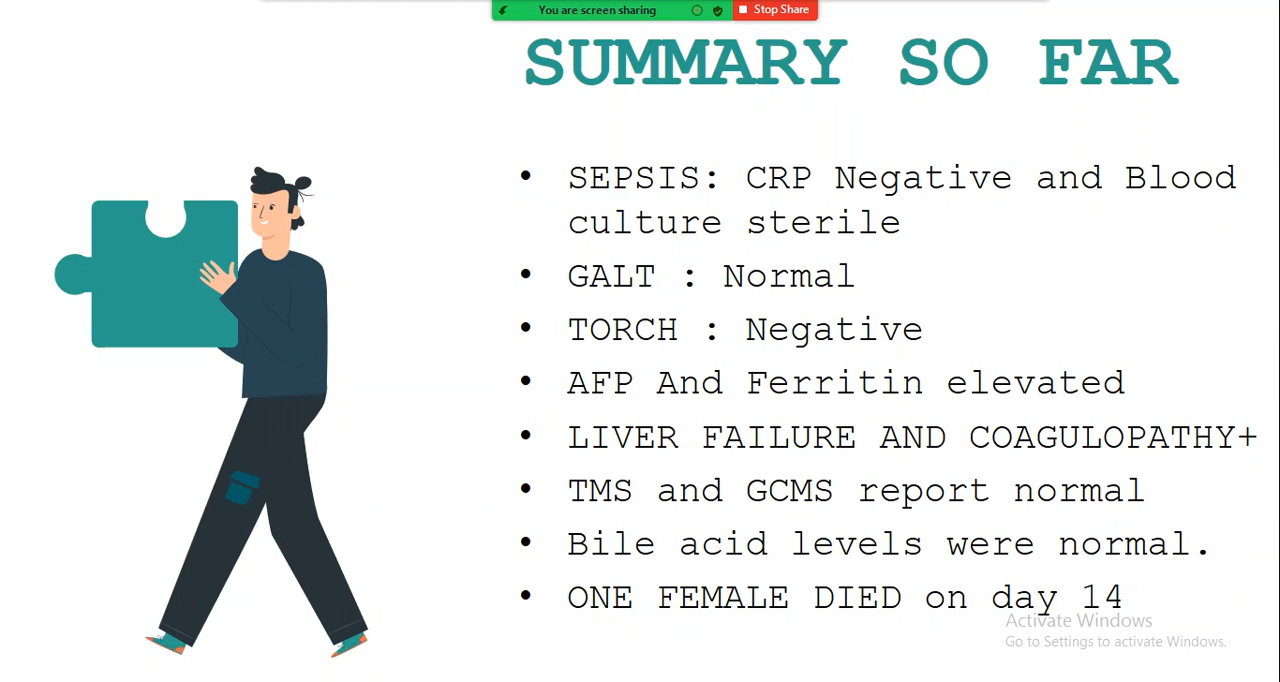 You are screen sharing
Stop Share
SUMMARY SO FAR
• SEPSIS: CRP Negative and Blood
culture sterile
• GALT : Normal
• TORCH : Negative
• AFP And Ferritin elevated
• LIVER FAILURE AND COAGULOPATHY+
• TMS and GCMS report normal
• Bile acid levels were normal.
• ONE FEMALE DIED on day 14
Activate Windows
Go to Settings to activate Windows.